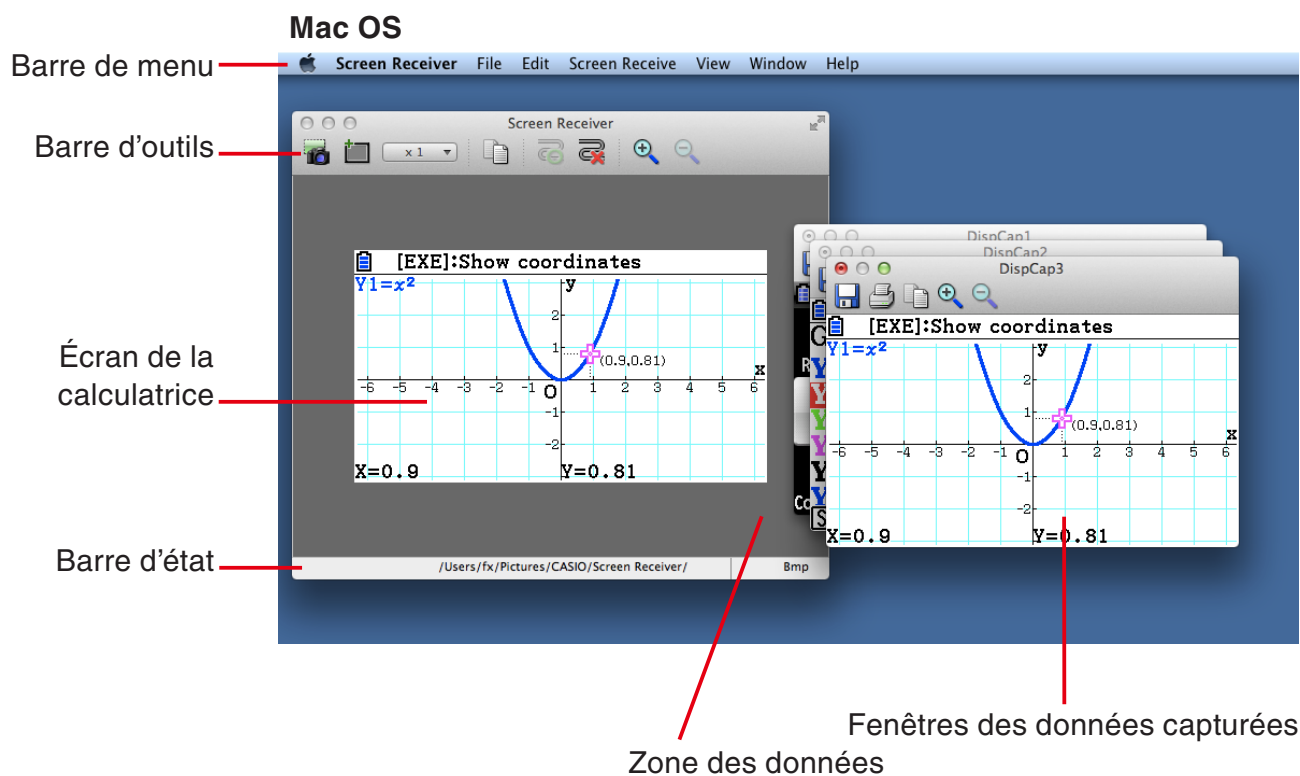 Mac OS
Barre de menu
Screen Receiver File Edit Screen Receive View Window Help
Screen Receiver
Barre d'outils
x 1
DispCap1
DispCap2
DispCap3
[EXE]:Show coordinates
Y1=x²
y
2
1
(0.9,0.81)
x
-6 -5 -4 -3 -2 -1 O 1 2 3 4 5 6
-1
-2
X=0.9 Y=0.81
[EXE]:Show coordinates
Y1=x²
y
2
1
(0.9,0.81)
x
-6 -5 -4 -3 -2 -1 O 1 2 3 4 5 6
-1
-2
X=0.9 Y=0.81
G
R
Y
Y
Y
Y
Y
Co
Y
S
Écran de la
calculatrice
Barre d'état
/Users/fx/Pictures/CASIO/Screen Receiver/ Bmp
Fenêtres des données capturées
Zone des données